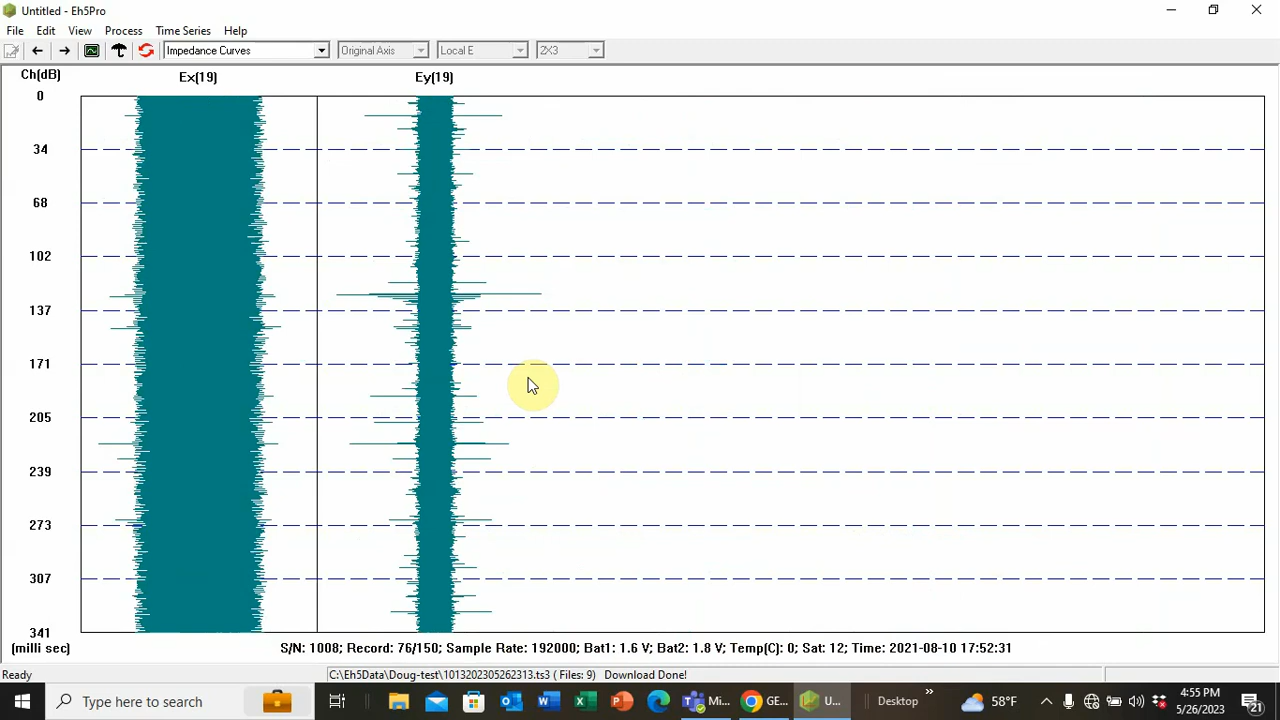 Untitled - Eh5Pro
File Edit View Process Time Series Help
Impedance Curves Original Axis Local E 2X3
Ch(dB) Ex(19) Ey(19)
0
34
68
102
137
171
205
239
273
307
341
(milli sec) S/N: 1008; Record: 76/150; Sample Rate: 192000; Bat1: 1.6 V; Bat2: 1.8 V; Temp(C): 0; Sat: 12; Time: 2021-08-10 17:52:31
Ready C:\Eh5Data\Doug-test\1013202305262313.ts3 ( Files: 9) Download Done!
Type here to search Mi... GE... U... Desktop 58°F 4:55 PM
5/26/2023 21